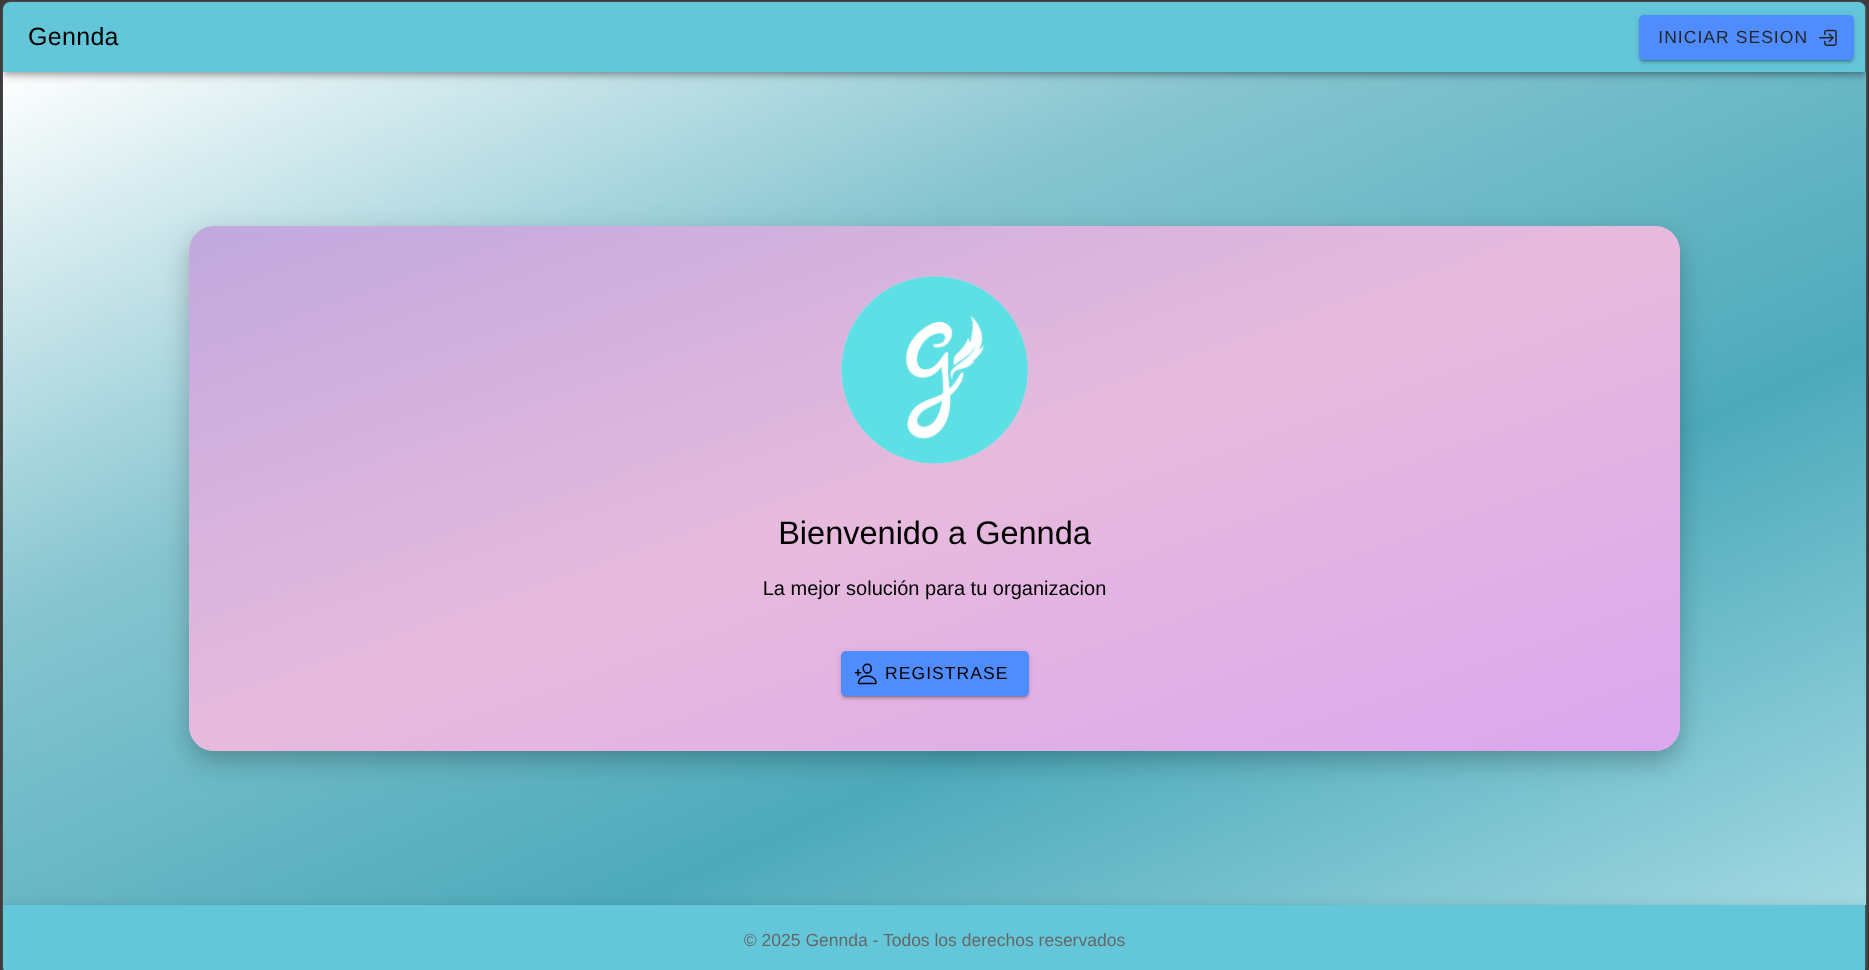 Gennda
INICIAR SESION
g
Bienvenido a Gennda
La mejor solución para tu organizacion
REGISTRASE
© 2025 Gennda - Todos los derechos reservados